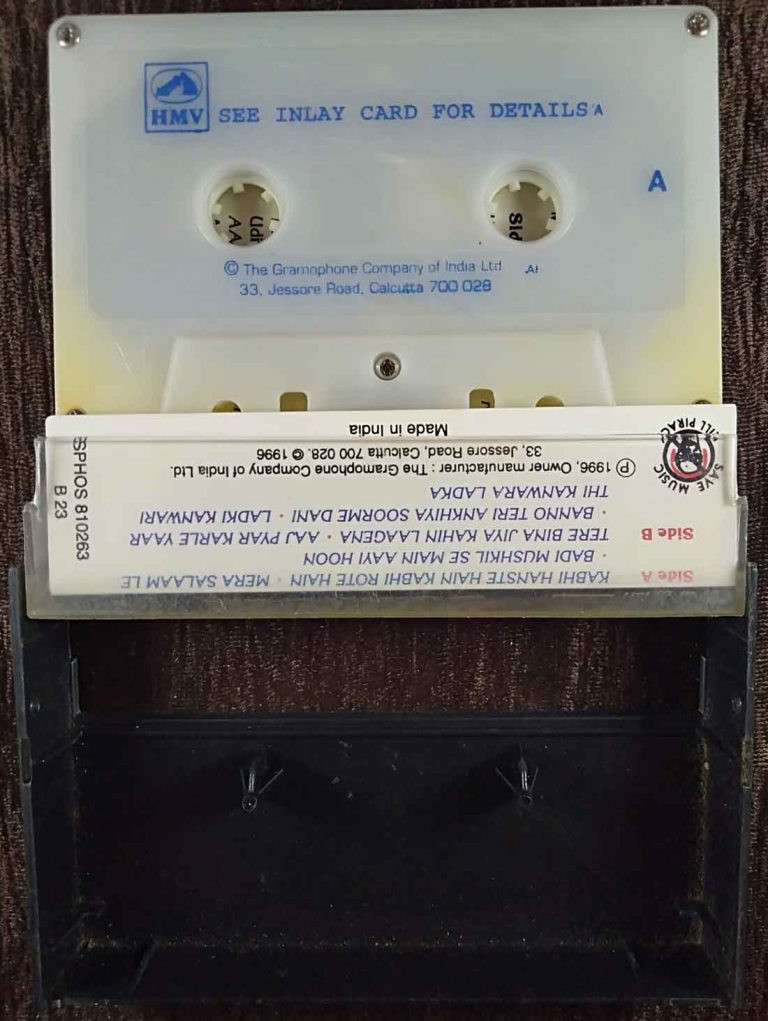 HMV SEE INLAY CARD FOR DETAILS A
A
Sid
© The Gramophone Company of India Ltd A!
33, Jessore Road, Calcutta 700 028
Side A KABHI HANSTE HAIN KABHI ROTE HAIN · MERA SALAAM LE
· BADI MUSHKIL SE MAIN AAYI HOON
Side B TERE BINA JIYA KAHIN LAAGENA · AAJ PYAR KARLE YAAR
· BANNO TERI ANKHIYA SOORME DANI · LADKI KANWARI
THI KANWARA LADKA
℗ 1996, Owner manufacturer : The Gramophone Company of India Ltd.
33, Jessore Road, Calcutta 700 028. © 1996
Made in India
SAVE MUSIC
SPHOS 810263
B 23